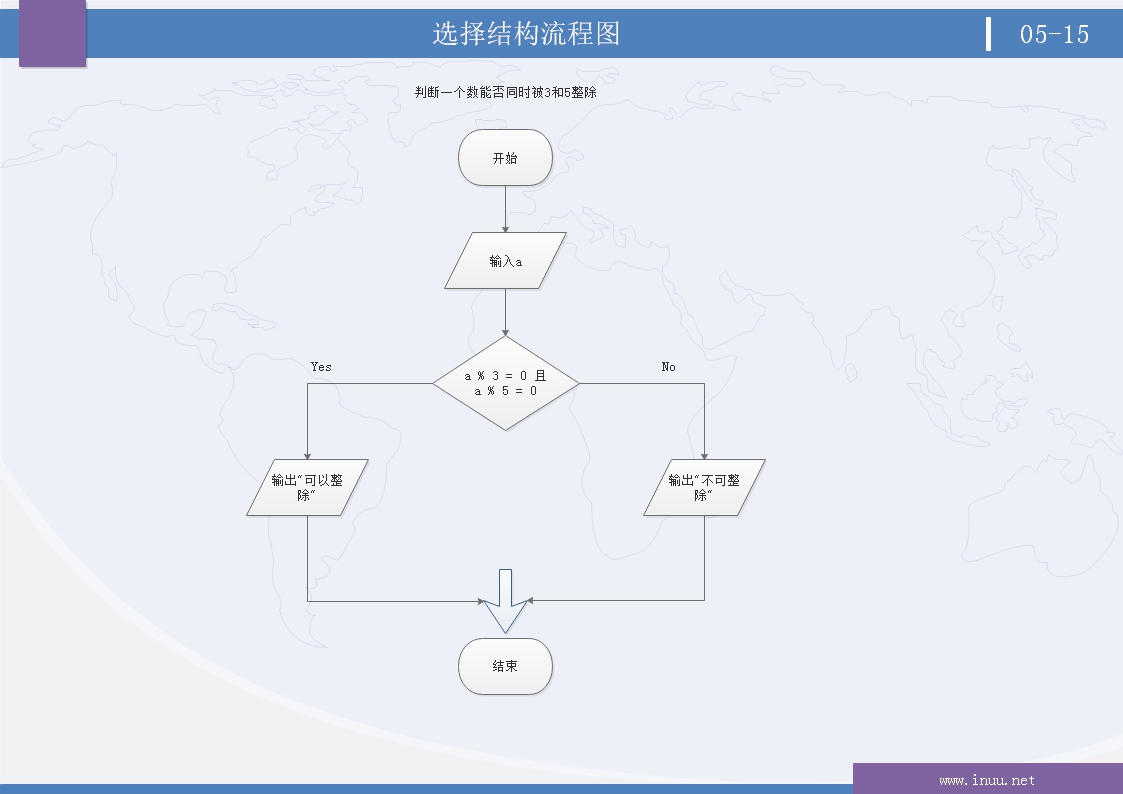 选择结构流程图
05-15
判断一个数能否同时被3和5整除
开始
输入a
a % 3 = 0 且
a % 5 = 0
Yes
No
输出“可以整
除“
输出“不可整
除“
结束
www.inuu.net